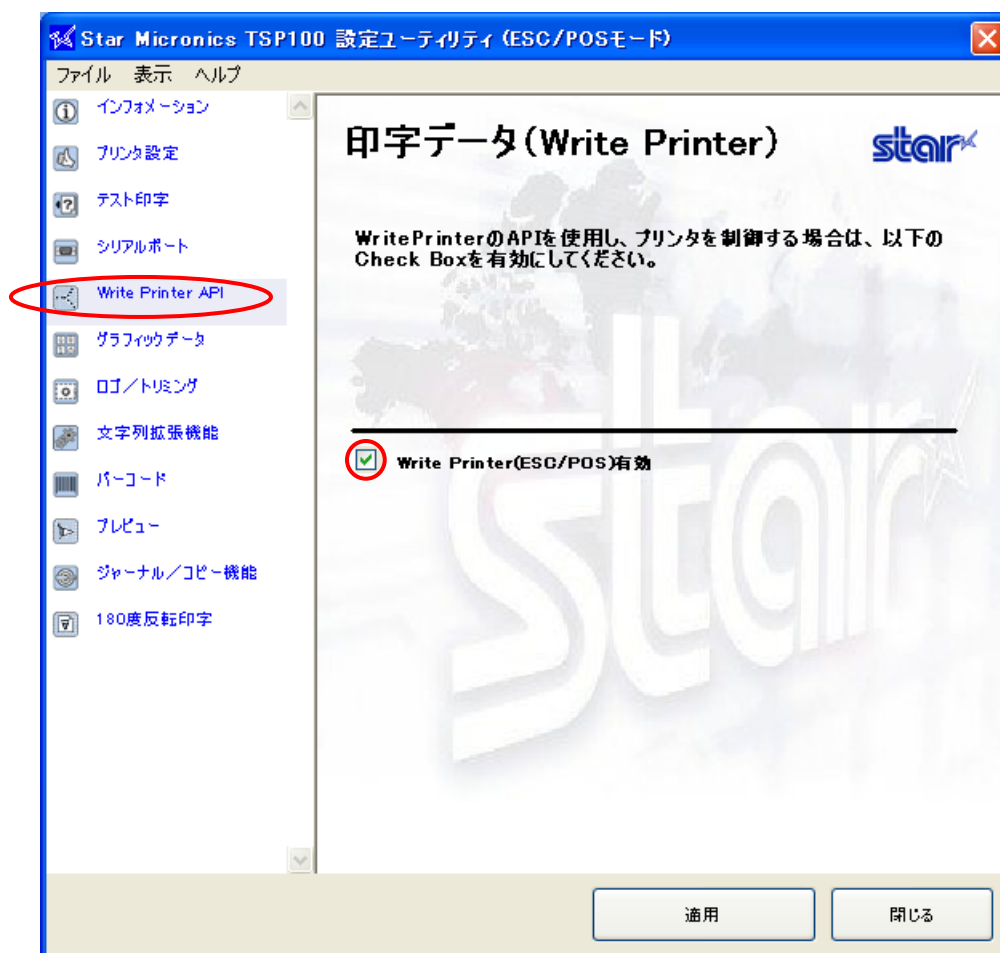 Star Micronics TSP100 設定ユーティリティ (ESC/POSモード)
ファイル 表示 ヘルプ
インフォメーション
プリンタ設定
テスト印字
シリアルポート
Write Printer API
グラフィックデータ
ロゴ／トリミング
文字列拡張機能
バーコード
プレビュー
ジャーナル／コピー機能
180度反転印字
印字データ(Write Printer)
star
WritePrinterのAPIを使用し、プリンタを制御する場合は、以下の
Check Boxを有効にしてください。
Write Printer(ESC/POS)有効
star
適用
閉じる